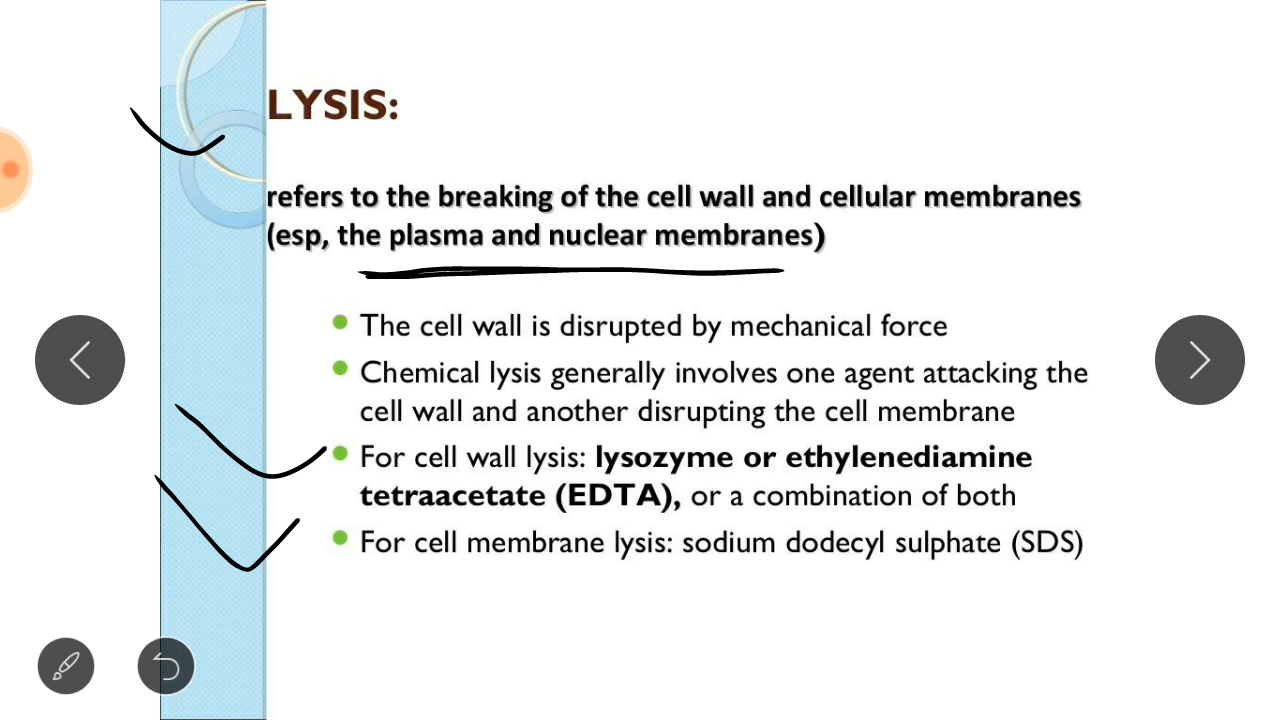 LYSIS:
refers to the breaking of the cell wall and cellular membranes
(esp, the plasma and nuclear membranes)
The cell wall is disrupted by mechanical force
Chemical lysis generally involves one agent attacking the
cell wall and another disrupting the cell membrane
For cell wall lysis: lysozyme or ethylenediamine
tetraacetate (EDTA), or a combination of both
For cell membrane lysis: sodium dodecyl sulphate (SDS)